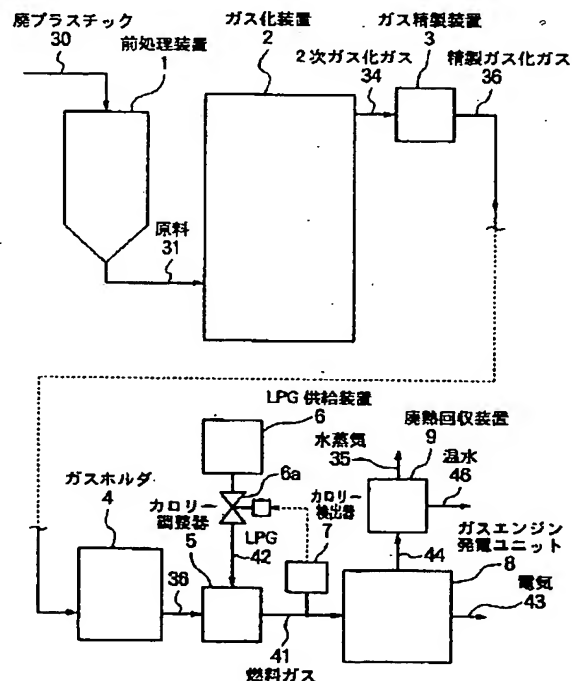 廃プラスチック
30
前処理装置
1
ガス化装置
2
2次ガス化ガス
34
ガス精製装置
3
精製ガス化ガス
36
原料
31
LPG 供給装置
6
6a
ガスホルダ
4
カロリー
調整器
5
LPG
42
カロリー
検出器
7
水蒸気
35
廃熱回収装置
9
温水
46
ガスエンジン
発電ユニット
8
44
電気
43
36
41
燃料ガス